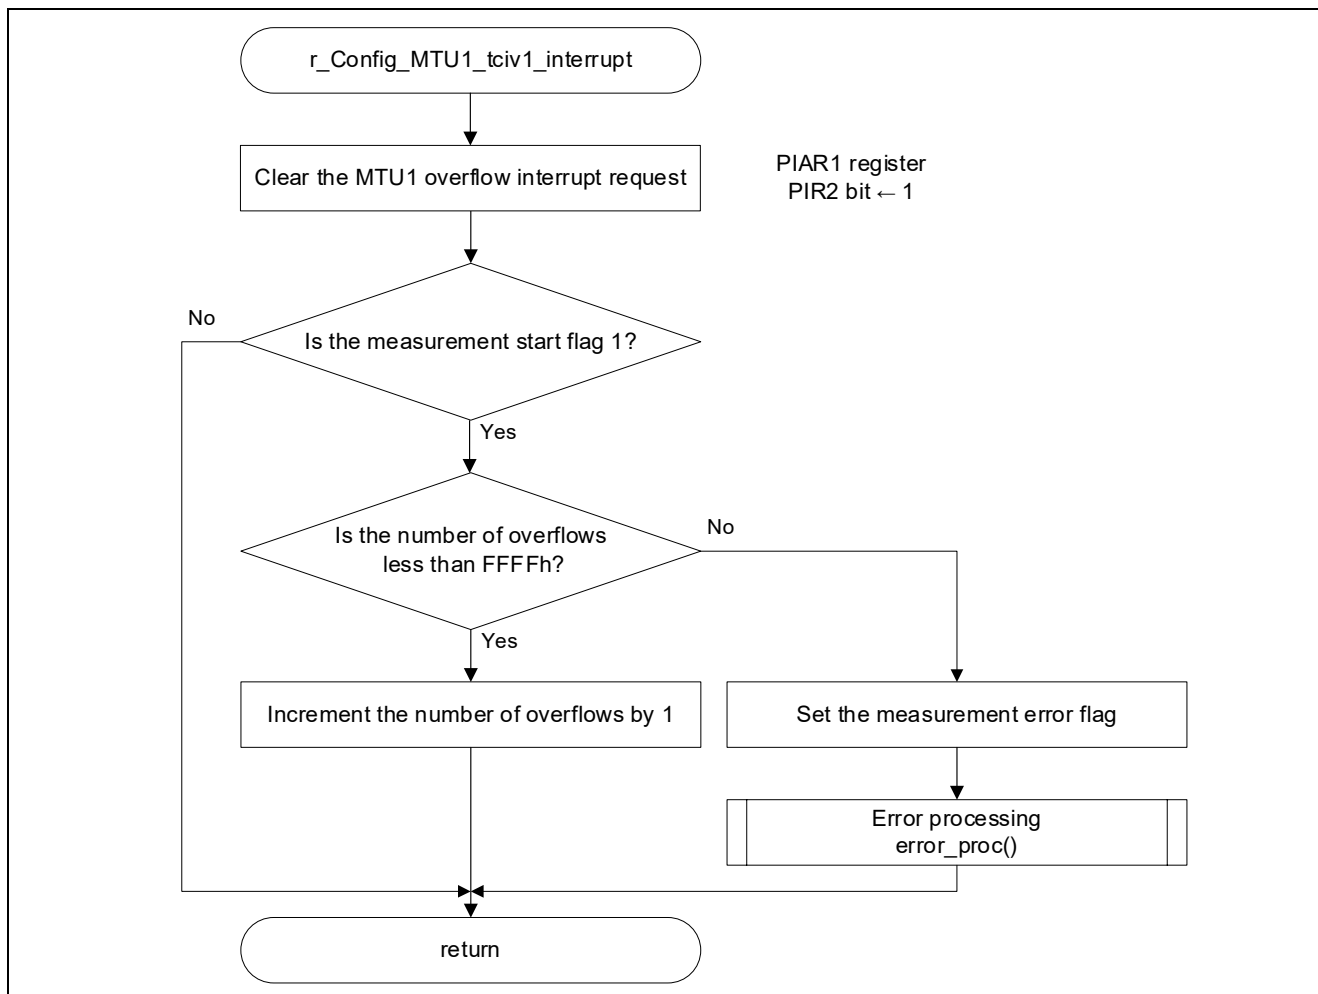 r_Config_MTU1_tciv1_interrupt
Clear the MTU1 overflow interrupt request
PIAR1 register
PIR2 bit ← 1
Is the measurement start flag 1?
No
Yes
Is the number of overflows
less than FFFFh?
No
Yes
Increment the number of overflows by 1
Set the measurement error flag
Error processing
error_proc()
return